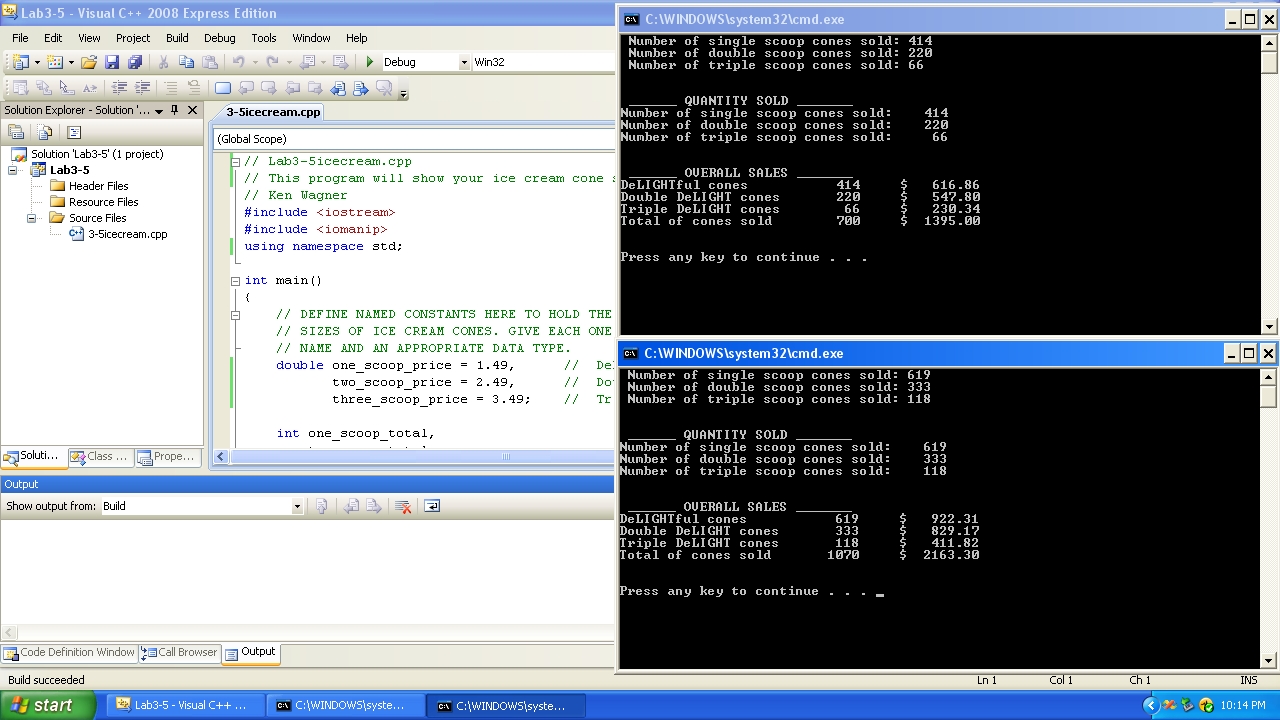 Lab3-5 - Visual C++ 2008 Express Edition
File Edit View Project Build Debug Tools Window Help
Debug Win32
Solution Explorer - Solution '...
Solution 'Lab3-5' (1 project)
Lab3-5
Header Files
Resource Files
Source Files
3-5icecream.cpp
Soluti... Class ... Prope...
3-5icecream.cpp
(Global Scope)
// Lab3-5icecream.cpp
// This program will show your ice cream cone s
// Ken Wagner
#include <iostream>
#include <iomanip>
using namespace std;
int main()
{
// DEFINE NAMED CONSTANTS HERE TO HOLD THE
// SIZES OF ICE CREAM CONES. GIVE EACH ONE
// NAME AND AN APPROPRIATE DATA TYPE.
double one_scoop_price = 1.49, // De
two_scoop_price = 2.49, // Do
three_scoop_price = 3.49; // Tr
int one_scoop_total,
Output
Show output from: Build
Code Definition Window Call Browser Output
Build succeeded
Ln 1 Col 1 Ch 1 INS
C:\WINDOWS\system32\cmd.exe
Number of single scoop cones sold: 414
Number of double scoop cones sold: 220
Number of triple scoop cones sold: 66
______ QUANTITY SOLD _______
Number of single scoop cones sold: 414
Number of double scoop cones sold: 220
Number of triple scoop cones sold: 66
______ OVERALL SALES _______
DeLIGHTful cones 414 $ 616.86
Double DeLIGHT cones 220 $ 547.80
Triple DeLIGHT cones 66 $ 230.34
Total of cones sold 700 $ 1395.00
Press any key to continue . . .
C:\WINDOWS\system32\cmd.exe
Number of single scoop cones sold: 619
Number of double scoop cones sold: 333
Number of triple scoop cones sold: 118
______ QUANTITY SOLD _______
Number of single scoop cones sold: 619
Number of double scoop cones sold: 333
Number of triple scoop cones sold: 118
______ OVERALL SALES _______
DeLIGHTful cones 619 $ 922.31
Double DeLIGHT cones 333 $ 829.17
Triple DeLIGHT cones 118 $ 411.82
Total of cones sold 1070 $ 2163.30
Press any key to continue . . . _
start Lab3-5 - Visual C++ ... C:\WINDOWS\syste... C:\WINDOWS\syste... 10:14 PM